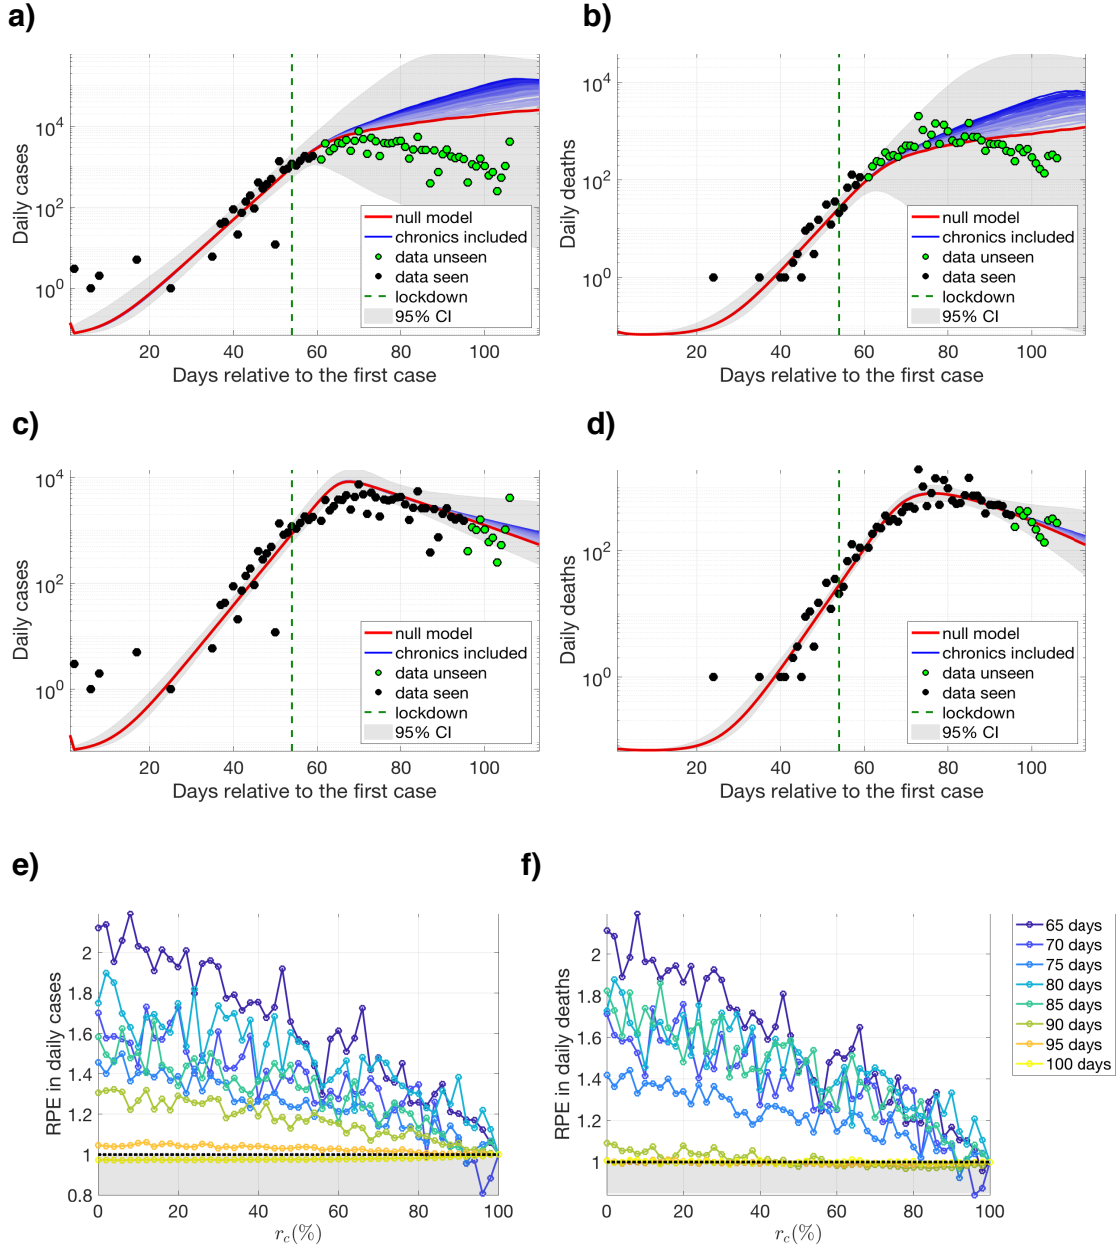 a)
b)
Daily cases
10^4
10^2
10^0
null model
chronics included
data unseen
data seen
lockdown
95% CI
20 40 60 80 100
Days relative to the first case
Daily deaths
10^4
10^2
10^0
null model
chronics included
data unseen
data seen
lockdown
95% CI
20 40 60 80 100
Days relative to the first case
c)
d)
Daily cases
10^4
10^2
10^0
null model
chronics included
data unseen
data seen
lockdown
95% CI
20 40 60 80 100
Days relative to the first case
Daily deaths
10^2
10^0
null model
chronics included
data unseen
data seen
lockdown
95% CI
20 40 60 80 100
Days relative to the first case
e)
f)
RPE in daily cases
2
1.8
1.6
1.4
1.2
1
0.8
0 20 40 60 80 100
r_c(%)
RPE in daily deaths
2
1.8
1.6
1.4
1.2
1
0 20 40 60 80 100
r_c(%)
65 days
70 days
75 days
80 days
85 days
90 days
95 days
100 days